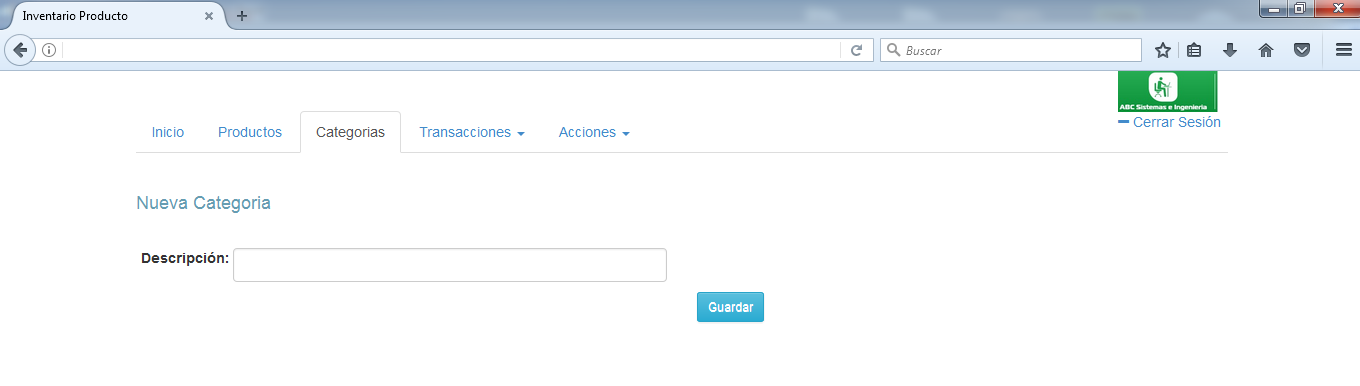 Inventario Producto
Buscar
ABC Sistemas e Ingenieria
Cerrar Sesión
Inicio Productos Categorias Transacciones Acciones
Nueva Categoria
Descripción:
Guardar